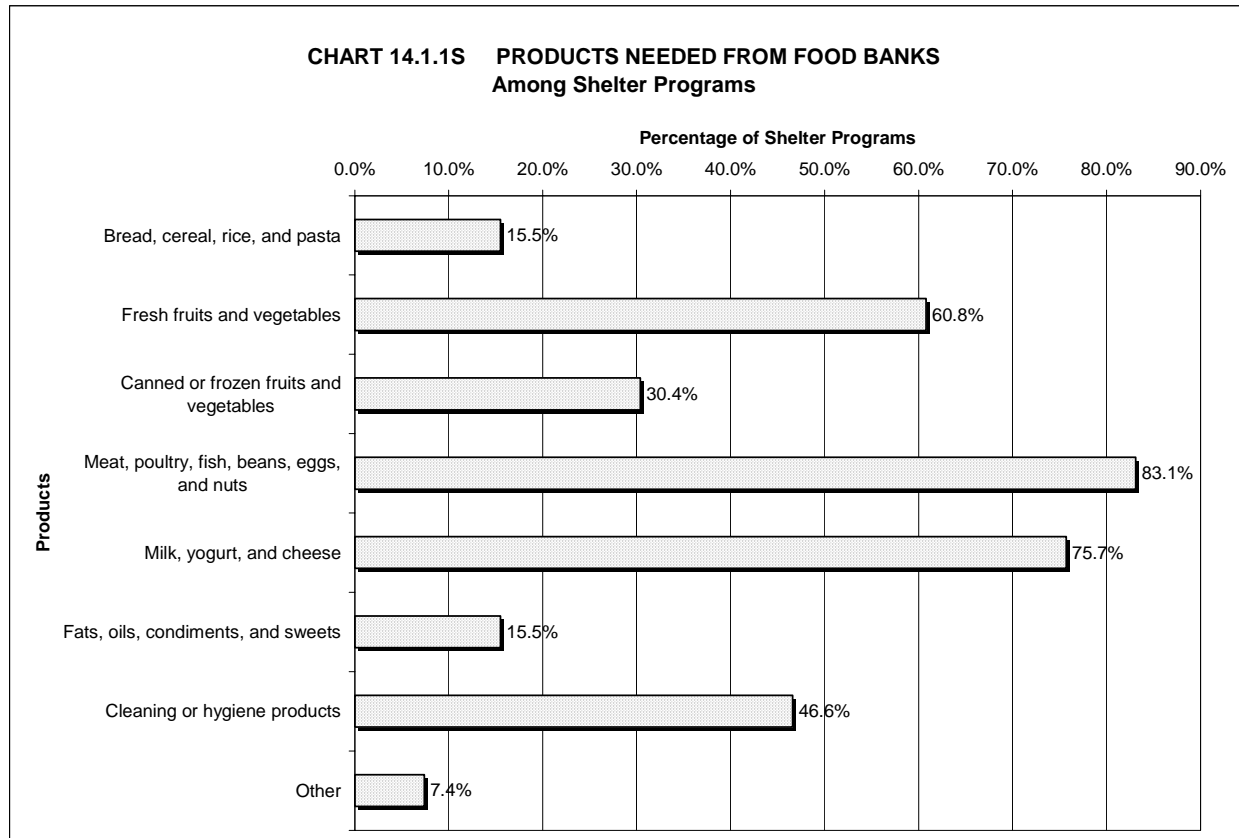 CHART 14.1.1S PRODUCTS NEEDED FROM FOOD BANKS
Among Shelter Programs
Percentage of Shelter Programs
0.0% 10.0% 20.0% 30.0% 40.0% 50.0% 60.0% 70.0% 80.0% 90.0%
Products
Bread, cereal, rice, and pasta 15.5%
Fresh fruits and vegetables 60.8%
Canned or frozen fruits and
vegetables 30.4%
Meat, poultry, fish, beans, eggs,
and nuts 83.1%
Milk, yogurt, and cheese 75.7%
Fats, oils, condiments, and sweets 15.5%
Cleaning or hygiene products 46.6%
Other 7.4%